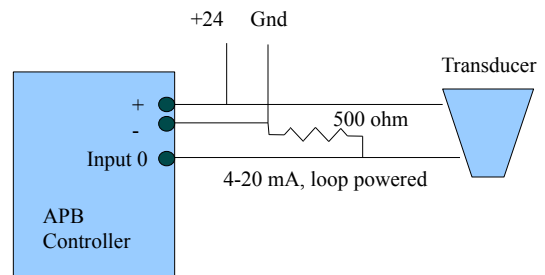 +24 Gnd
Transducer
+
500 ohm
-
Input 0
4-20 mA, loop powered
APB
Controller